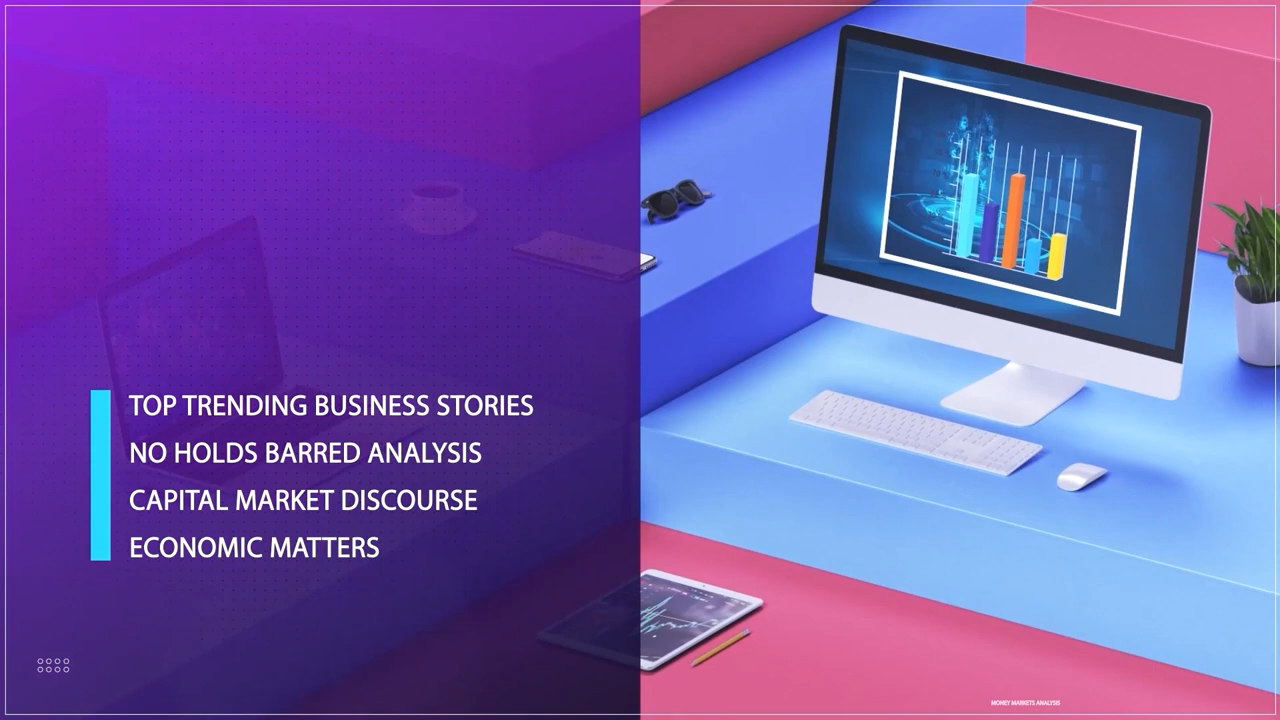 TOP TRENDING BUSINESS STORIES
NO HOLDS BARRED ANALYSIS
CAPITAL MARKET DISCOURSE
ECONOMIC MATTERS
MONEY MARKETS ANALYSIS